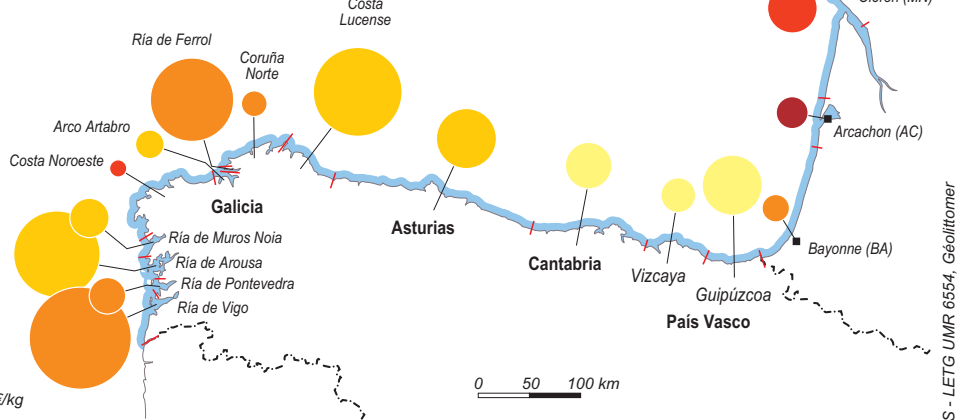 Costa
Lucense
Ría de Ferrol
Coruña
Norte
Arco Artabro
Costa Noroeste
Galicia
Ría de Muros Noia
Ría de Arousa
Ría de Pontevedra
Ría de Vigo
Asturias
Cantabria
Vizcaya
Guipúzcoa
País Vasco
Arcachon (AC)
Bayonne (BA)
0 50 100 km
€/kg
S - LETG UMR 6554, Géolittomer